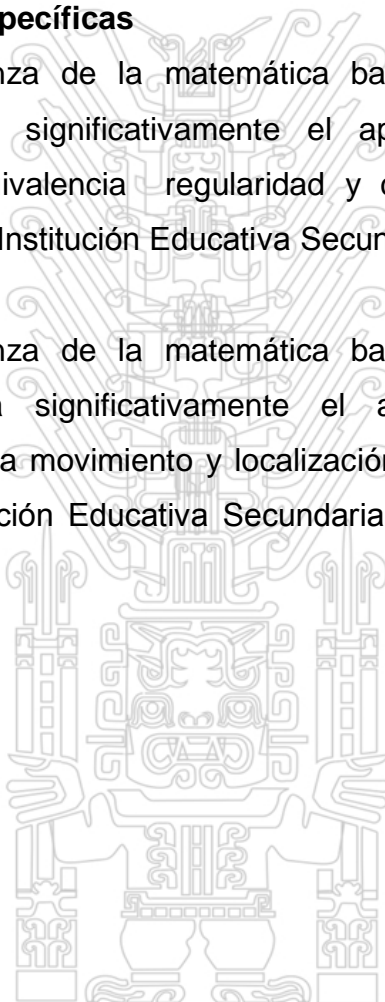 pecíficas
nza de la matemática ba
significativamente el ap
ivalencia regularidad y
Institución Educativa Secun
nza de la matemática ba
significativamente el a
movimiento y localización
ción Educativa Secundaria